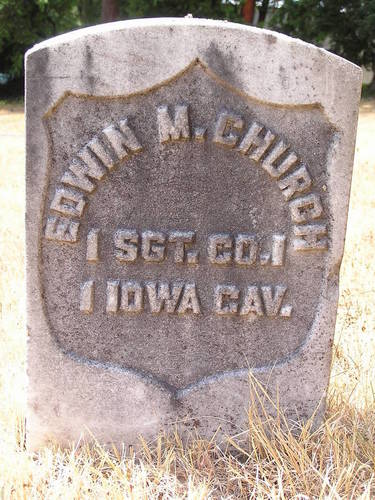 EDWIN M. CHURCH
1 SGT. CO. I
1 IOWA CAV.